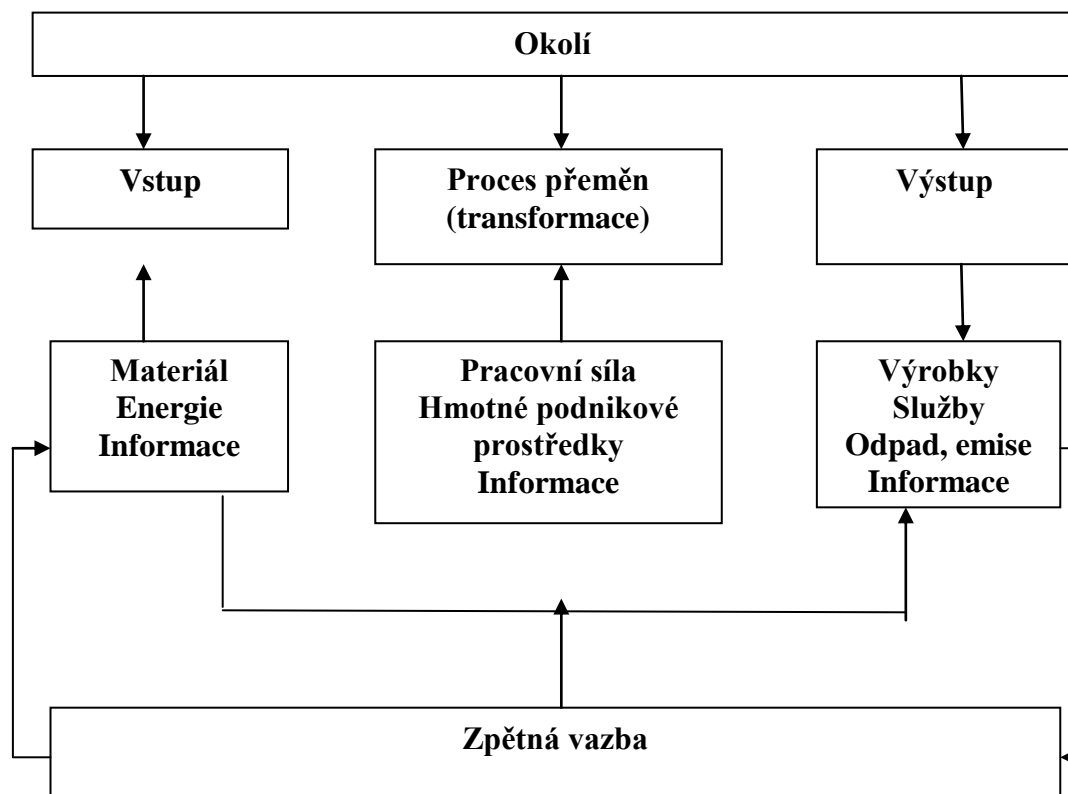 Okolí
Vstup
Proces přeměn
(transformace)
Výstup
Materiál
Energie
Informace
Pracovní síla
Hmotné podnikové
prostředky
Informace
Výrobky
Služby
Odpad, emise
Informace
Zpětná vazba